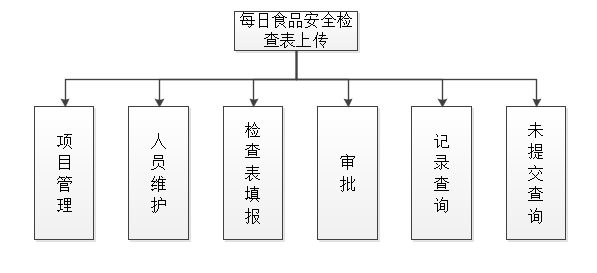 每日食品安全检
查表上传
项目管理
人员维护
检查表填报
审批
记录查询
未提交查询